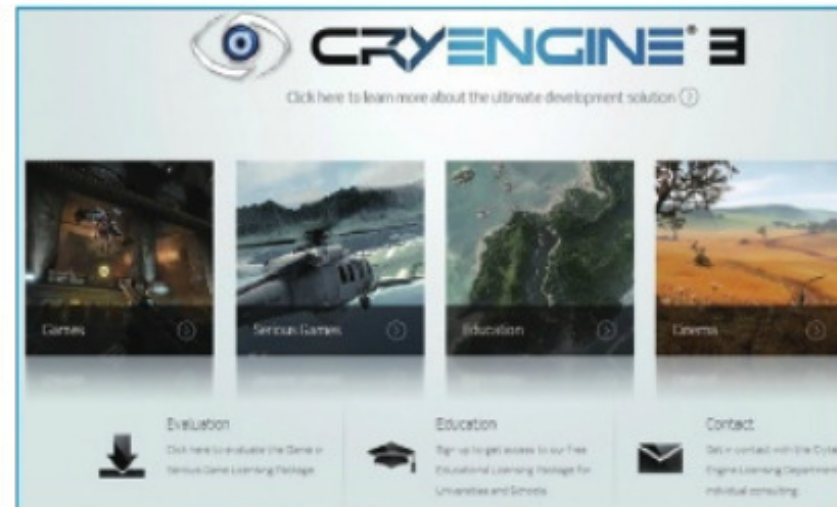 CRYENGINE® 3
Click here to learn more about the ultimate development solution
Games
Serious Games
Education
Cinema
Evaluation
Click here to evaluate the Game or
Serious Game Licensing Package.
Education
Sign up to get access to our free
Educational Licensing Package for
Universities and Schools.
Contact
Get in contact with the Cryte
Engine Licensing Department
individual consulting.